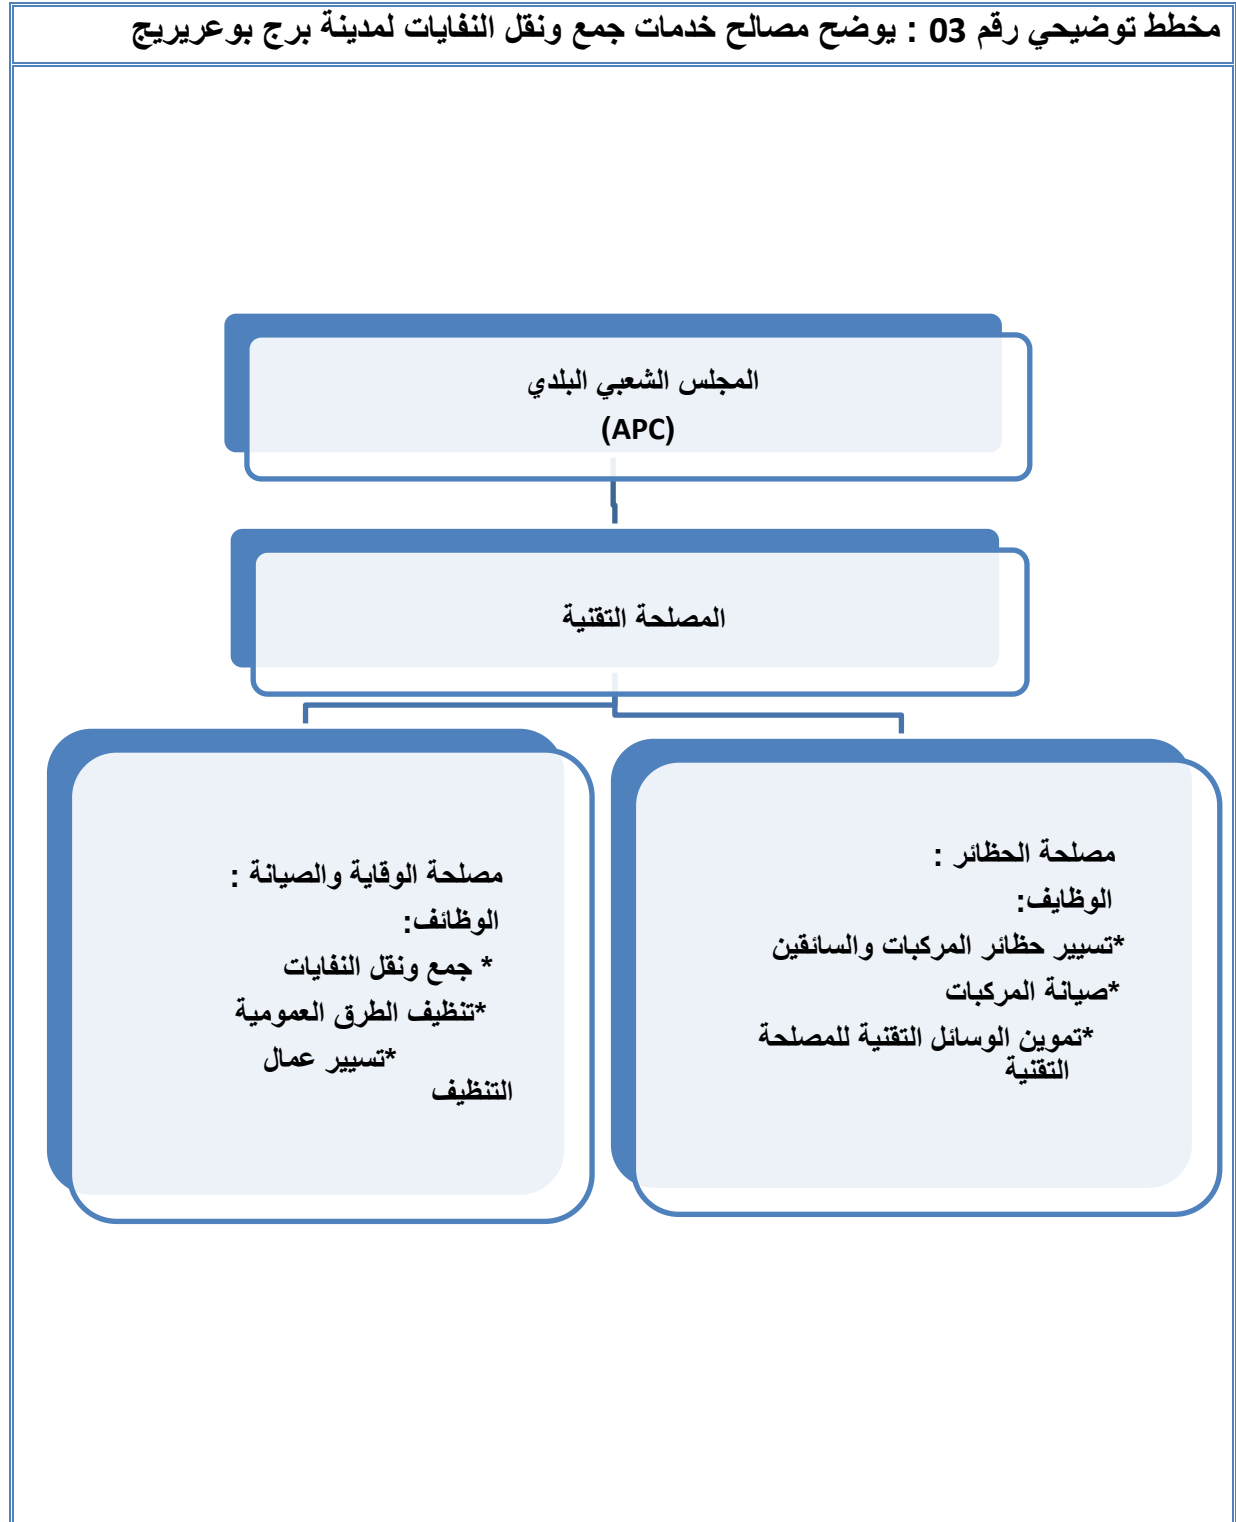 مخطط توضيحي رقم 03 : يوضح مصالح خدمات جمع ونقل النفايات لمدينة برج بوعريريج
المجلس الشعبي البلدي
(APC)
المصلحة التقنية
مصلحة الحظائر :
الوظايف:
*تسيير حظائر المركبات والسائقين
*صيانة المركبات
*تموين الوسائل التقنية للمصلحة
التقنية
مصلحة الوقاية والصيانة :
الوظائف:
* جمع ونقل النفايات
*تنظيف الطرق العمومية
*تسيير عمال
التنظيف